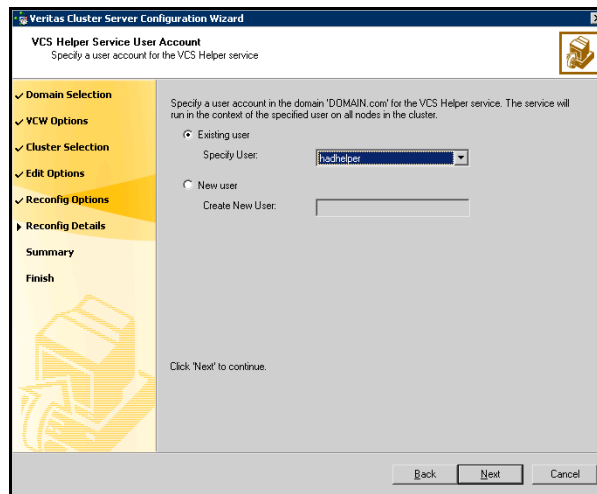 Veritas Cluster Server Configuration Wizard
VCS Helper Service User Account
Specify a user account for the VCS Helper service
Domain Selection
VCW Options
Cluster Selection
Edit Options
Reconfig Options
Reconfig Details
Summary
Finish
Specify a user account in the domain 'DOMAIN.com' for the VCS Helper service. The service will
run in the context of the specified user on all nodes in the cluster.
Existing user
Specify User:
hadhelper
New user
Create New User:
Click 'Next' to continue.
Back
Next
Cancel